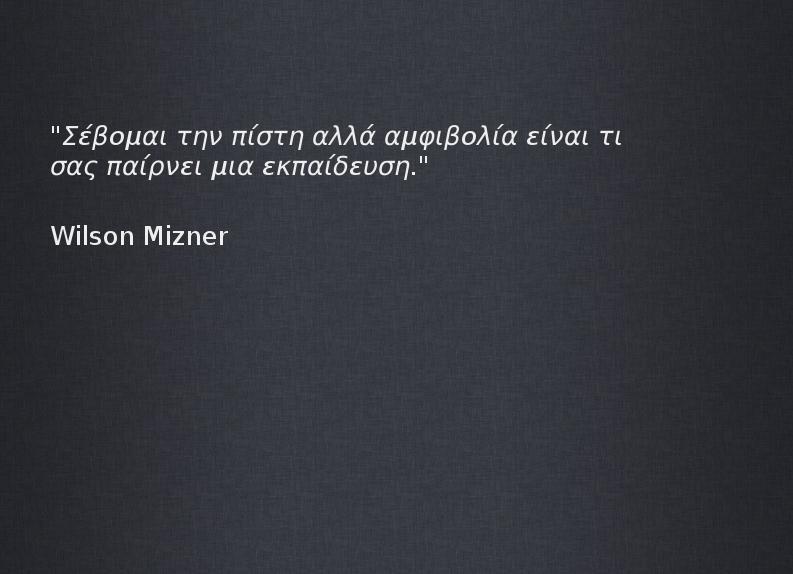 "Σέβομαι την πίστη αλλά αμφιβολία είναι τι
σας παίρνει μια εκπαίδευση."
Wilson Mizner